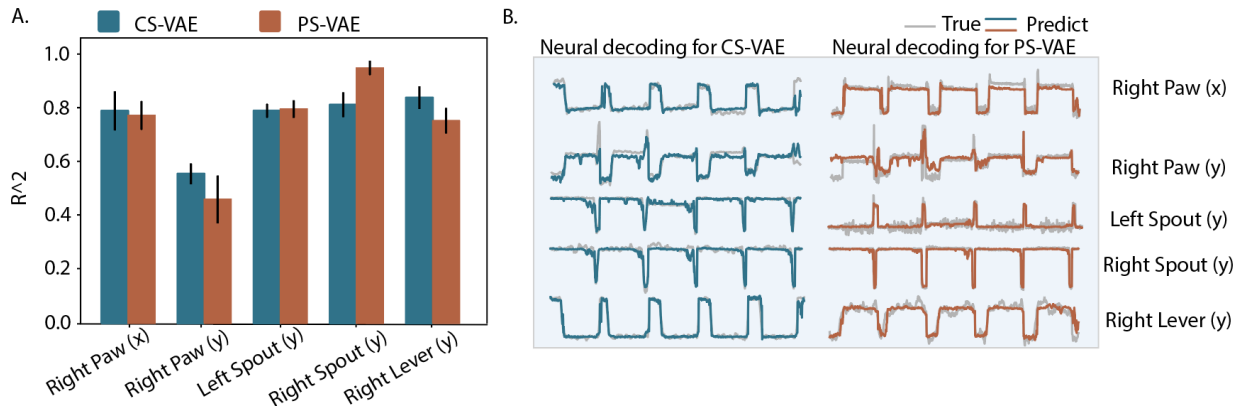 A.
CS-VAE
PS-VAE
R^2
1.0
0.8
0.6
0.4
0.2
0.0
Right Paw (x)
Right Paw (y)
Left Spout (y)
Right Spout (y)
Right Lever (y)
B.
True
Predict
Neural decoding for CS-VAE
Neural decoding for PS-VAE
Right Paw (x)
Right Paw (y)
Left Spout (y)
Right Spout (y)
Right Lever (y)